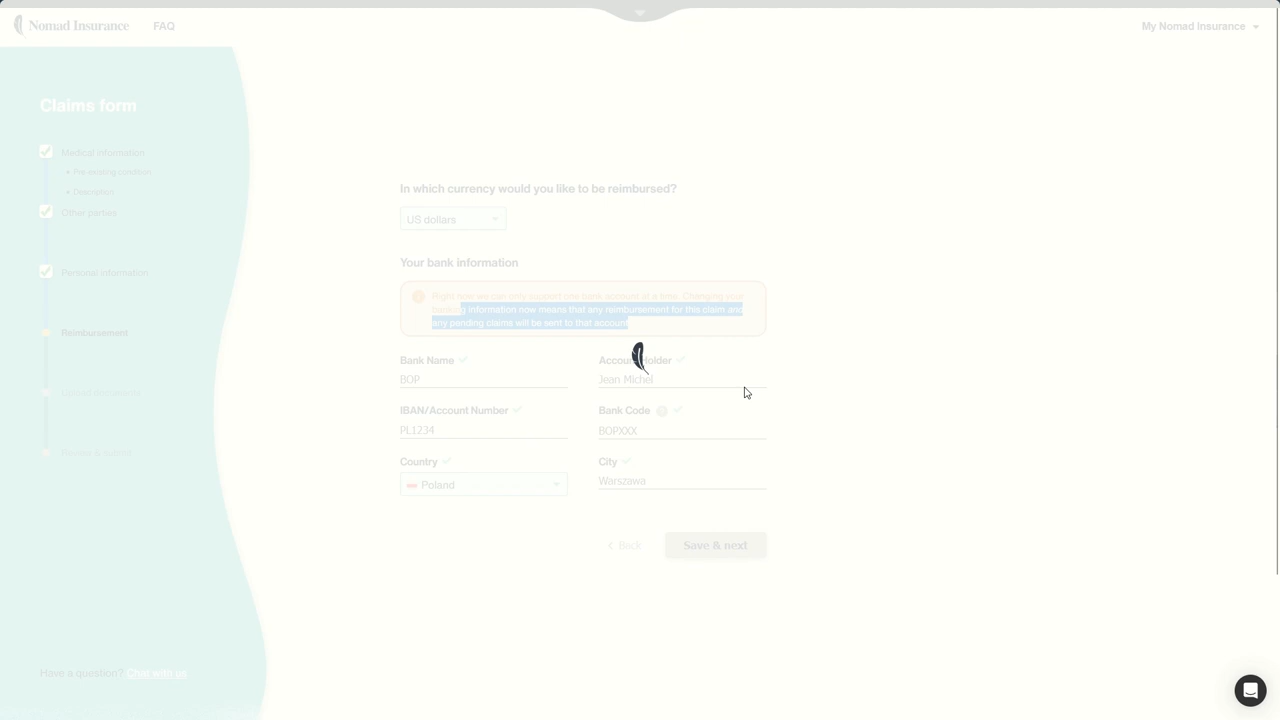 Nomad Insurance
FAQ
My Nomad Insurance
Claims form
Medical information
• Pre existing condition
• Description
Other parties
Personal information
Reimbursement
Review & submit
Have a question? Chat with us
In which currency would you like to be reimbursed?
US dollars
Your bank information
Right now we can only support one bank account at a time. Changing your
banking information now means that any reimbursement for this claim and
any pending claims will be sent to that account
Bank Name
BOP
Account Holder
Jean Michel
IBAN/Account Number
PL1234
Bank Code
BOPXXX
Country
Poland
City
Warszawa
Back
Save & next